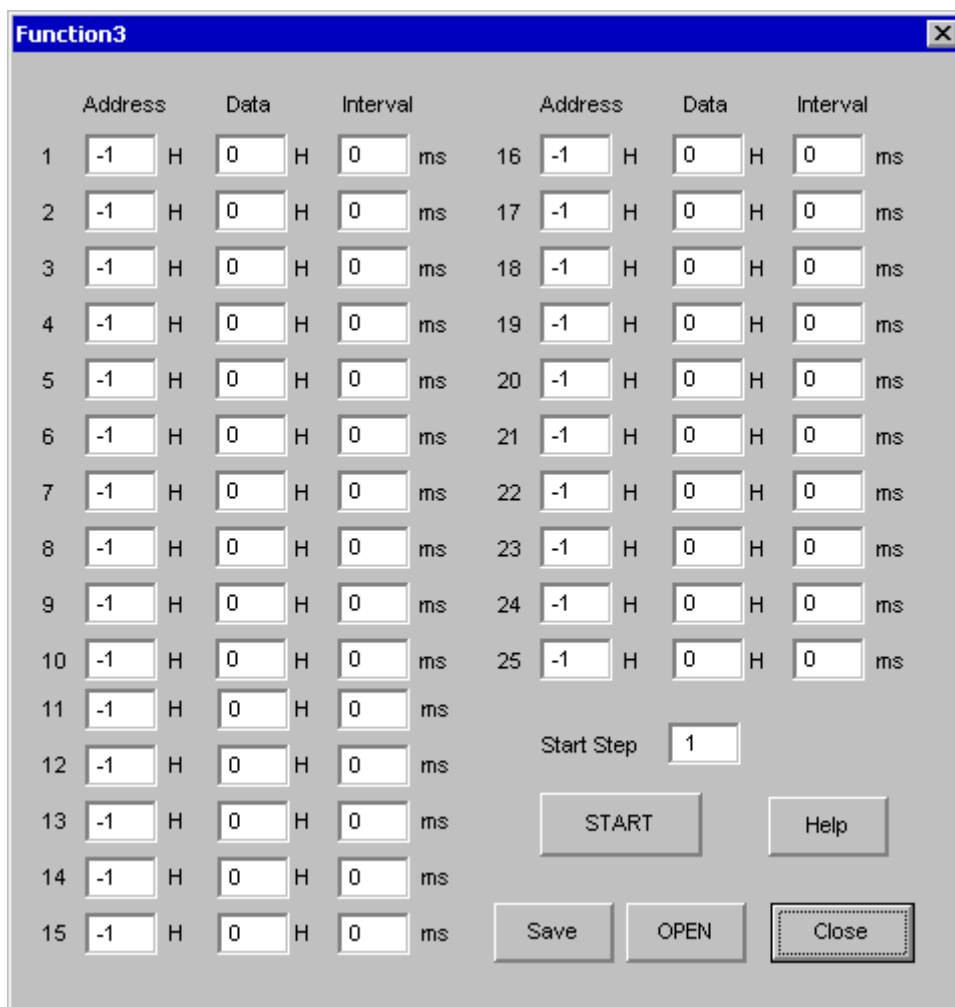 Function3
Address Data Interval Address Data Interval
1 -1 H 0 H 0 ms 16 -1 H 0 H 0 ms
2 -1 H 0 H 0 ms 17 -1 H 0 H 0 ms
3 -1 H 0 H 0 ms 18 -1 H 0 H 0 ms
4 -1 H 0 H 0 ms 19 -1 H 0 H 0 ms
5 -1 H 0 H 0 ms 20 -1 H 0 H 0 ms
6 -1 H 0 H 0 ms 21 -1 H 0 H 0 ms
7 -1 H 0 H 0 ms 22 -1 H 0 H 0 ms
8 -1 H 0 H 0 ms 23 -1 H 0 H 0 ms
9 -1 H 0 H 0 ms 24 -1 H 0 H 0 ms
10 -1 H 0 H 0 ms 25 -1 H 0 H 0 ms
11 -1 H 0 H 0 ms
12 -1 H 0 H 0 ms Start Step 1
13 -1 H 0 H 0 ms START Help
14 -1 H 0 H 0 ms
15 -1 H 0 H 0 ms Save OPEN Close